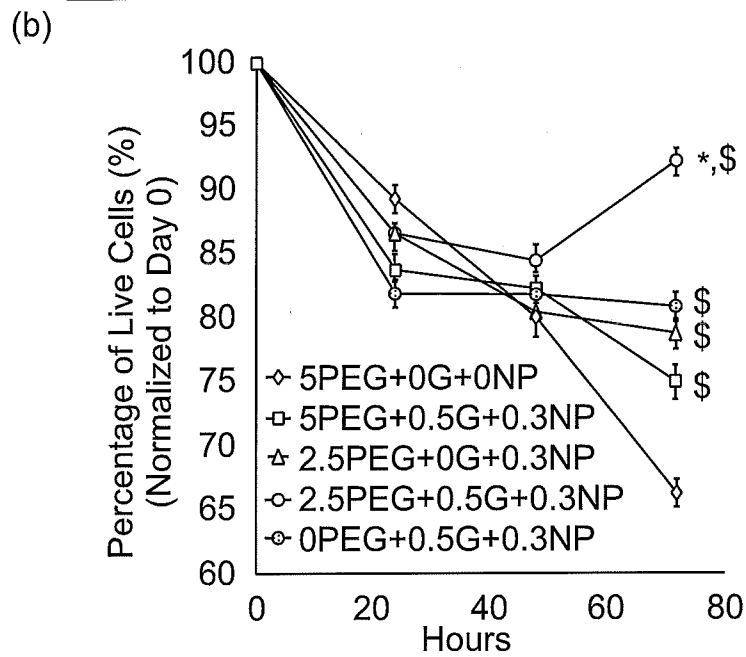 (b)
Percentage of Live Cells (%)
(Normalized to Day 0)
100
95
90
85
80
75
70
65
60
*,$
$
$
$
5PEG+0G+0NP
5PEG+0.5G+0.3NP
2.5PEG+0G+0.3NP
2.5PEG+0.5G+0.3NP
0PEG+0.5G+0.3NP
0 20 40 60 80
Hours